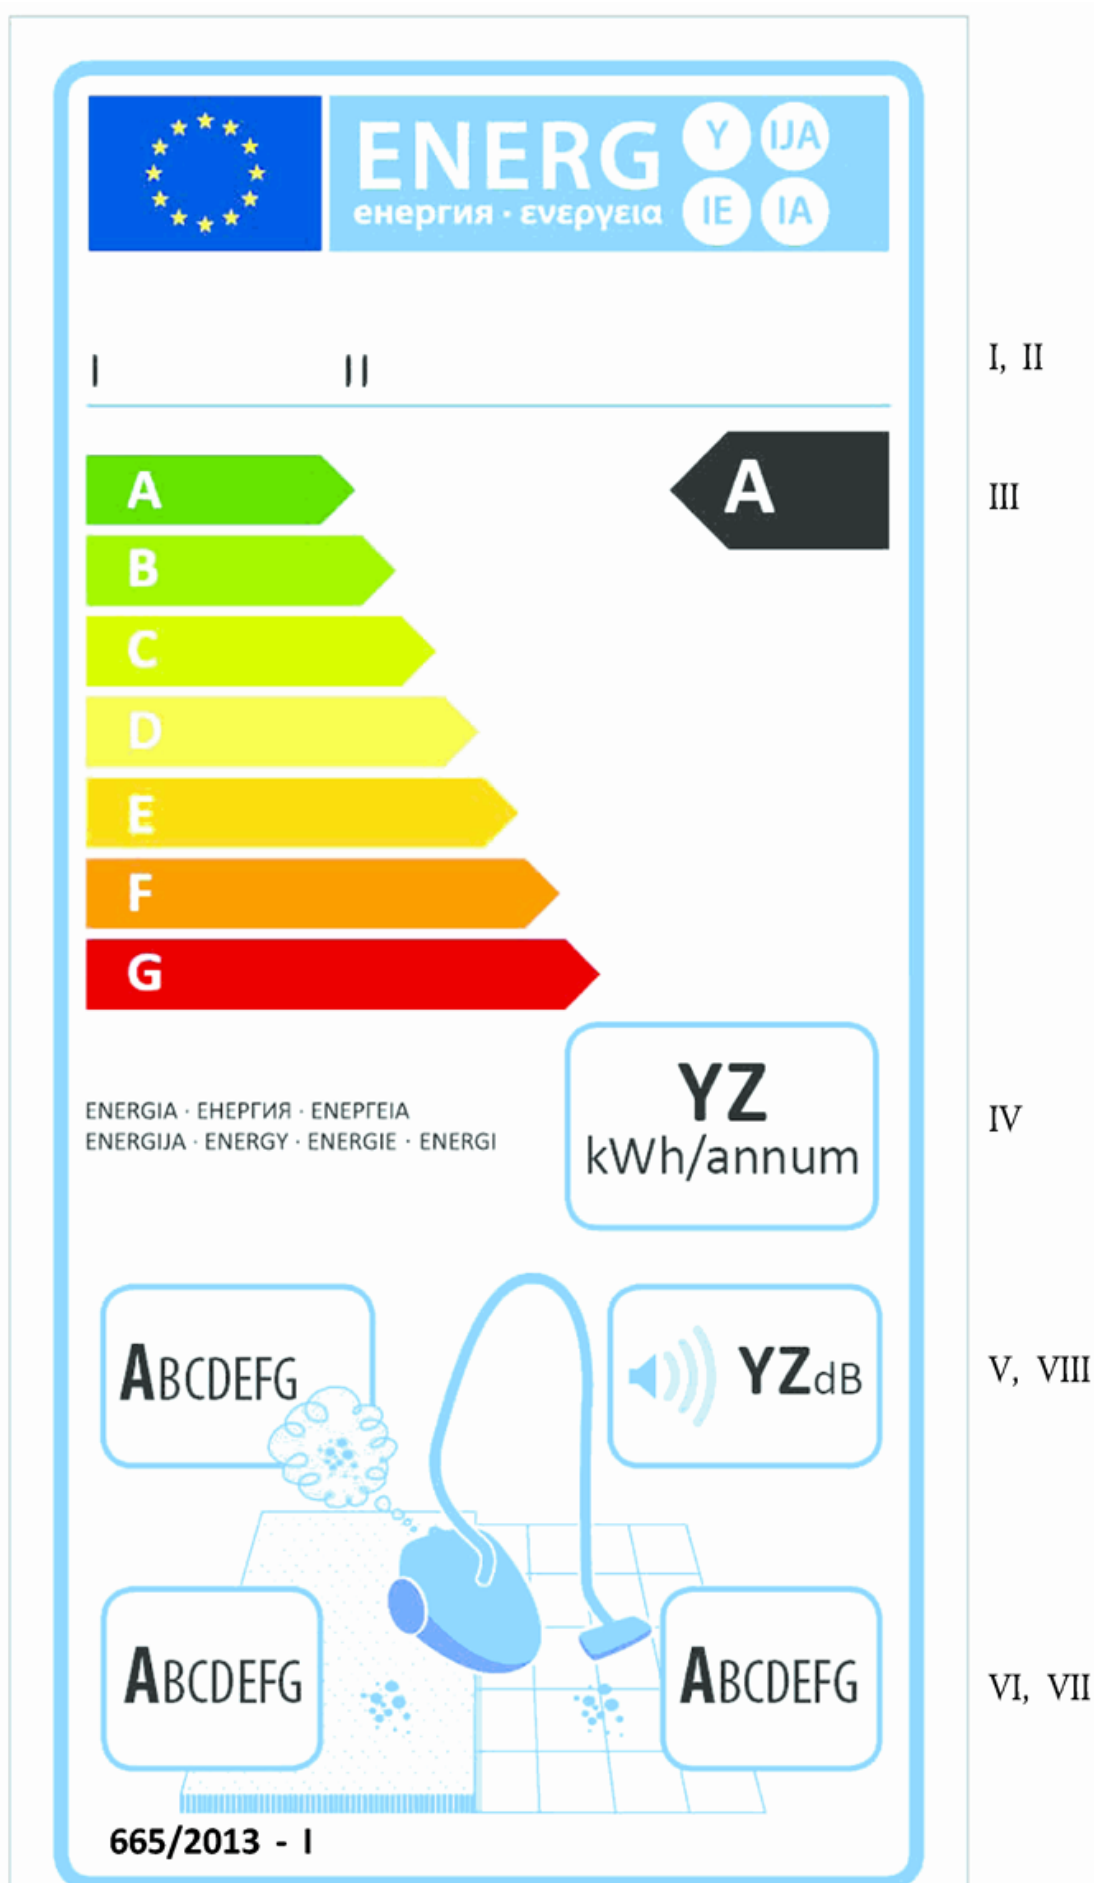 ENERG Y IJA
енергия · ενεργεια IE IA
I II I, II
A A III
B
C
D
E
F
G
YZ
ENERGIA · ЕНЕРГИЯ · ΕΝΕΡΓΕΙΑ IV
ENERGIJA · ENERGY · ENERGIE · ENERGI
kWh/annum
ABCDEFG YZdB V, VIII
ABCDEFG ABCDEFG VI, VII
665/2013 - I